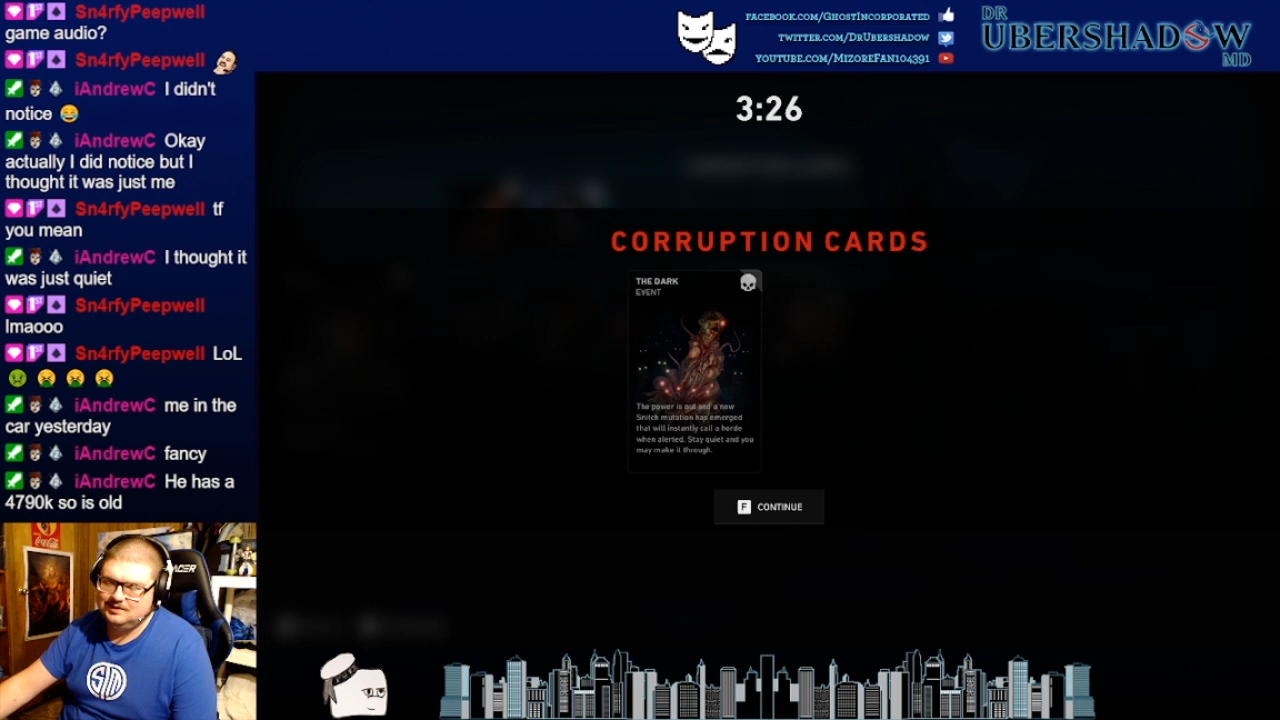 Sn4rfyPeepwell
game audio?
Sn4rfyPeepwell
iAndrewC I didn't
notice
iAndrewC Okay
actually I did notice but I
thought it was just me
Sn4rfyPeepwell tf
you mean
iAndrewC I thought it
was just quiet
Sn4rfyPeepwell
lmaooo
Sn4rfyPeepwell LoL
iAndrewC me in the
car yesterday
iAndrewC fancy
iAndrewC He has a
4790k so is old
facebook.com/GhostIncorporated
twitter.com/DrUbershadow
youtube.com/MizoreFan104391
DR
UBERSHADOW
MD
3:26
CORRUPTION CARDS
THE DARK
EVENT
The power is out and a new
Snitch mutation has emerged
that will instantly call a horde
when alerted. Stay quiet and you
may make it through.
F CONTINUE
Coca-Cola
RACER
TSM